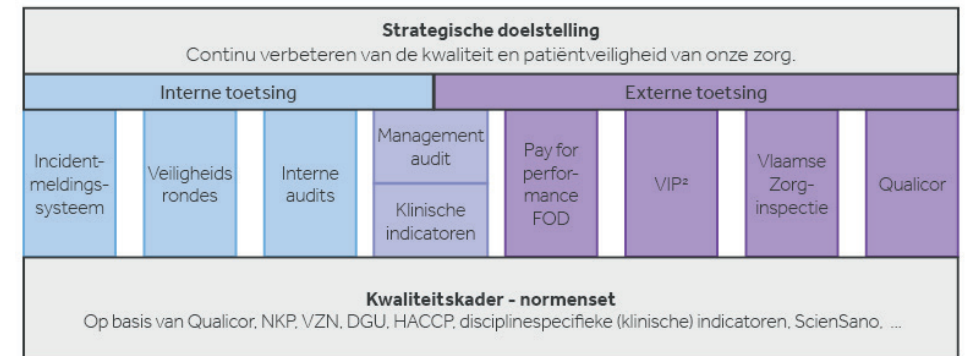 Strategische doelstelling
Continu verbeteren van de kwaliteit en patiëntveiligheid van onze zorg.
Interne toetsing
Externe toetsing
Incident-
meldings-
systeem
Veiligheids
rondes
Interne
audits
Management
audit
Klinische
indicatoren
Pay for
perfor-
mance
FOD
VIP²
Vlaamse
Zorg-
inspectie
Qualicor
Kwaliteitskader - normenset
Op basis van Qualicor, NKP, VZN, DGU, HACCP, disciplinespecifieke (klinische) indicatoren, ScienSano, ...